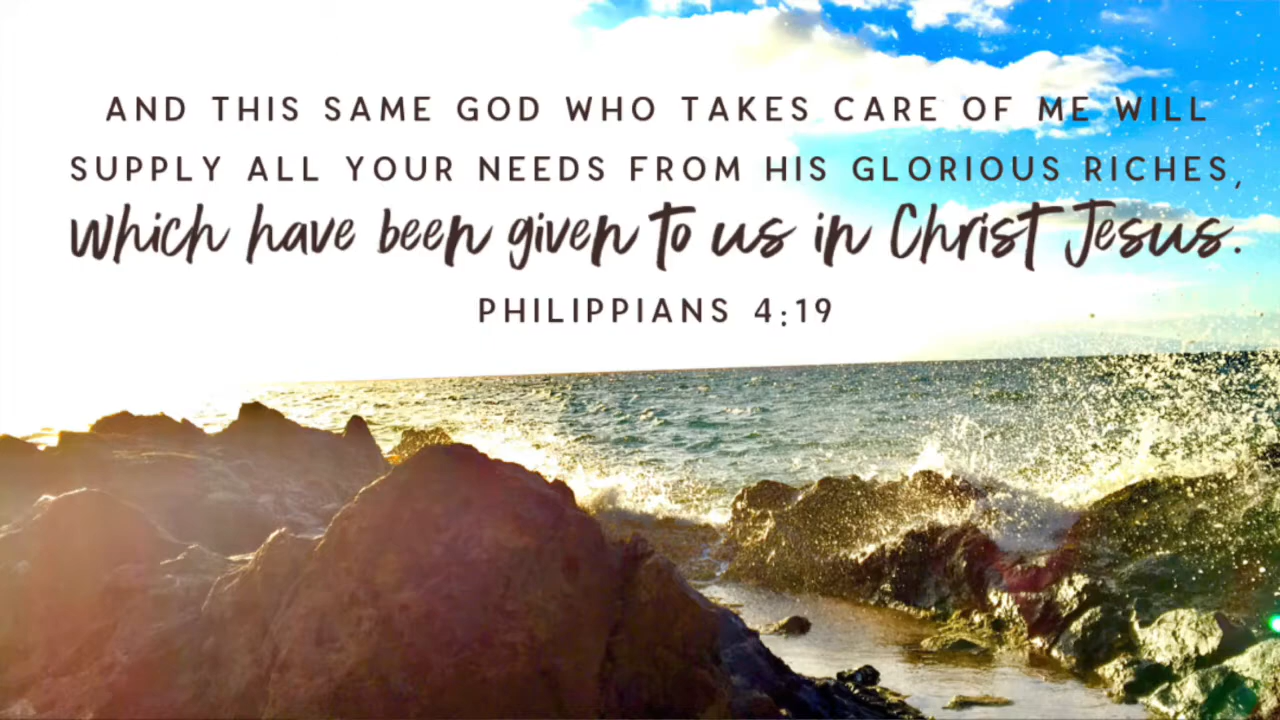 AND THIS SAME GOD WHO TAKES CARE OF ME WILL
SUPPLY ALL YOUR NEEDS FROM HIS GLORIOUS RICHES,
which have been given to us in Christ Jesus.
PHILIPPIANS 4:19